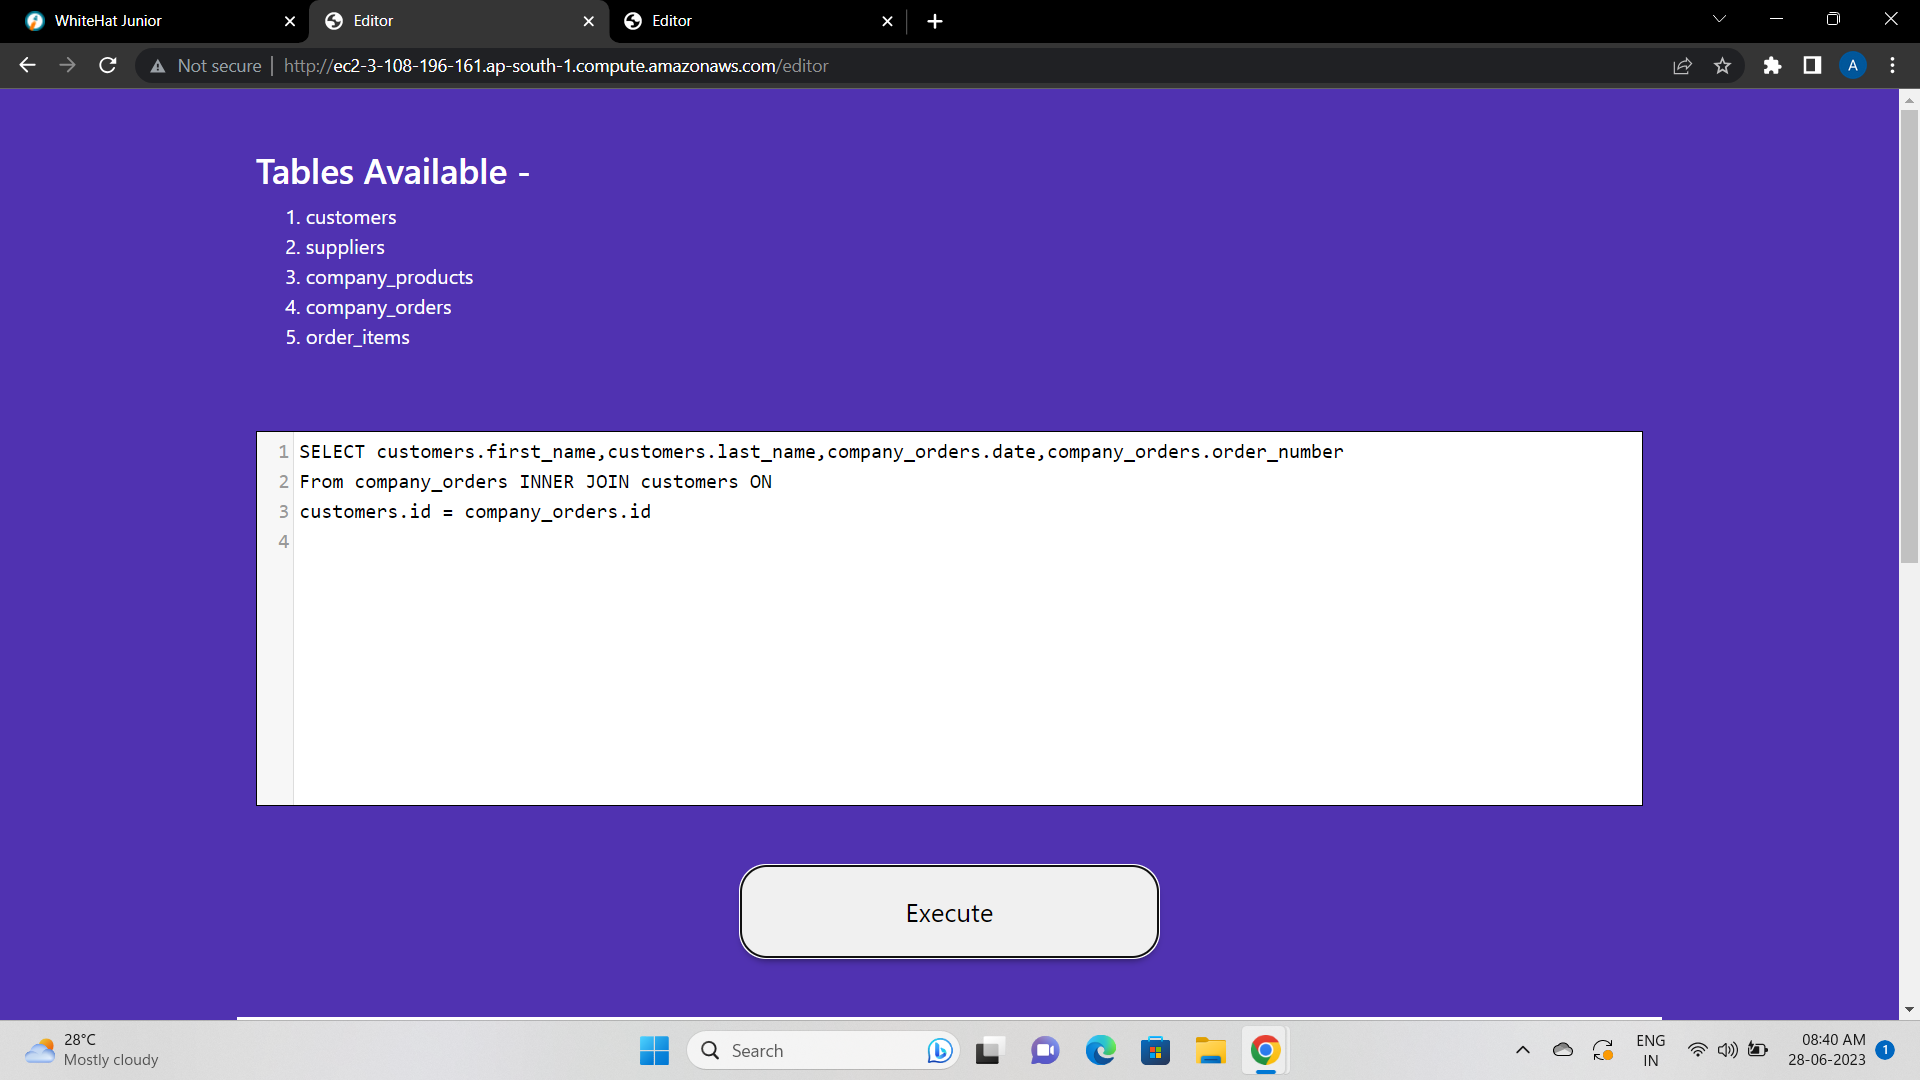 WhiteHat Junior
Editor
Editor
Not secure
http://ec2-3-108-196-161.ap-south-1.compute.amazonaws.com/editor
A
Tables Available -
1. customers
2. suppliers
3. company_products
4. company_orders
5. order_items
1 SELECT customers.first_name,customers.last_name,company_orders.date,company_orders.order_number
2 From company_orders INNER JOIN customers ON
3 customers.id = company_orders.id
4
Execute
28°C
Mostly cloudy
Search
ENG
IN
08:40 AM
28-06-2023
1